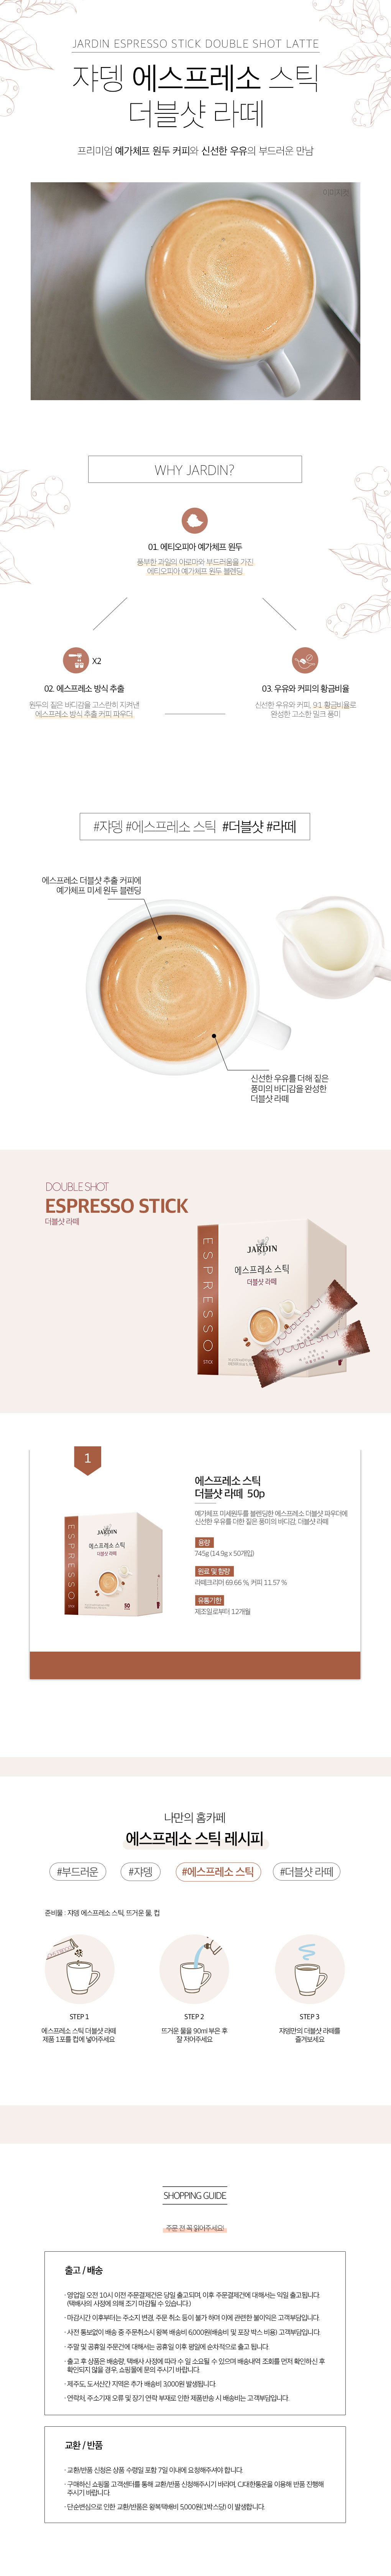 JARDIN ESPRESSO STICK DOUBLE SHOT LATTE
쟈뎅 에스프레소 스틱
더블샷 라떼
프리미엄 예가체프 원두 커피와 신선한 우유의 부드러운 만남
WHY JARDIN?
01. 에티오피아 예가체프 원두
풍부한 과일의 아로마와 부드러움을 가진
에티오피아 예가체프 원두 블렌딩
X2
02. 에스프레소 방식 추출
원두의 짙은 바디감을 고스란히 지켜낸
에스프레소 방식 추출 커피 파우더
03. 우유와 커피의 황금비율
신선한 우유와 커피, 9:1 황금비율로
완성한 고소한 밀크 풍미
#쟈뎅 #에스프레소 스틱 #더블샷 #라떼
에스프레소 더블샷 추출 커피에
예가체프 미세 원두 블렌딩
신선한 우유를 더해 짙은
풍미의 바디감을 완성한
더블샷 라떼
DOUBLE SHOT
ESPRESSO STICK
더블샷 라떼
ESPRESSO
STICK
JARDIN
에스프레소 스틱
더블샷 라떼
DOUBLE SHOT
DOUBLE SHOT
1
ESPRESSO
JARDIN
에스프레소 스틱
더블샷 라떼
50
에스프레소 스틱
더블샷 라떼 50p
예가체프 미세원두를 블렌딩한 에스프레소 더블샷 파우더에
신선한 우유를 더한 짙은 풍미의 바디감, 더블샷 라떼
용량
745g (14.9g x 50개입)
원료 및 함량
라떼크리머 69.66 %, 커피 11.57 %
유통기한
제조일로부터 12개월
나만의 홈카페
에스프레소 스틱 레시피
#부드러운 #쟈뎅 #에스프레소 스틱 #더블샷 라떼
준비물 : 쟈뎅 에스프레소 스틱, 뜨거운 물, 컵
STEP 1
에스프레소 스틱 더블샷 라떼
제품 1포를 컵에 넣어주세요
STEP 2
뜨거운 물을 90ml 부은 후
잘 저어주세요
STEP 3
쟈뎅만의 더블샷 라떼를
즐겨보세요
SHOPPING GUIDE
주문 전 꼭 읽어주세요!
출고 / 배송
· 영업일 오전 10시 이전 주문결제건은 당일 출고되며, 이후 주문결제건에 대해서는 익일 출고됩니다.
(택배사의 사정에 의해 조기 마감될 수 있습니다.)
· 마감시간 이후부터는 주소지 변경, 주문 취소 등이 불가 하며 이에 관련한 불이익은 고객부담입니다.
· 사전 통보없이 배송 중 주문취소시 왕복 배송비 6,000원(배송비 및 포장 박스 비용) 고객부담입니다.
· 주말 및 공휴일 주문건에 대해서는 공휴일 이후 평일에 순차적으로 출고 됩니다.
· 출고 후 상품은 배송량, 택배사 사정에 따라 수 일 소요될 수 있으며 배송내역 조회를 먼저 확인하신 후
확인되지 않을 경우, 쇼핑몰에 문의 주시기 바랍니다.
· 제주도, 도서산간 지역은 추가 배송비 3,000원 발생됩니다.
· 연락처, 주소기재 오류 및 장기 연락 부재로 인한 제품반송 시 배송비는 고객부담입니다.
교환 / 반품
· 교환/반품 신청은 상품 수령일 포함 7일 이내에 요청해주셔야 합니다.
· 구매하신 쇼핑몰 고객센터를 통해 교환/반품 신청해주시기 바라며, CJ대한통운을 이용해 반품 진행해
주시기 바랍니다.
· 단순변심으로 인한 교환/반품은 왕복택배비 5,000원(1박스당) 이 발생합니다.